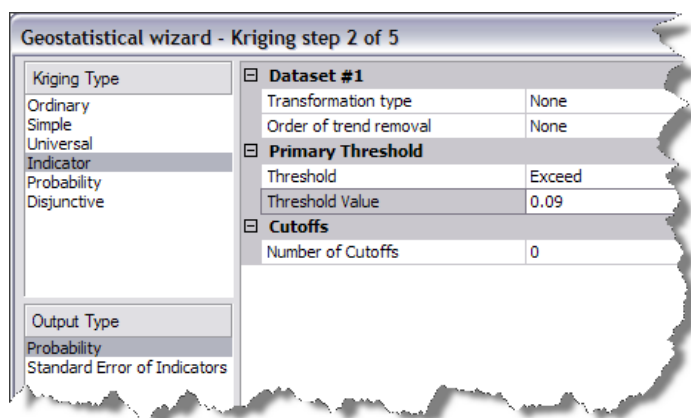 Geostatistical wizard - Kriging step 2 of 5
Kriging Type
Ordinary
Simple
Universal
Indicator
Probability
Disjunctive
Output Type
Probability
Standard Error of Indicators
Dataset #1
Transformation type None
Order of trend removal None
Primary Threshold
Threshold Exceed
Threshold Value 0.09
Cutoffs
Number of Cutoffs 0